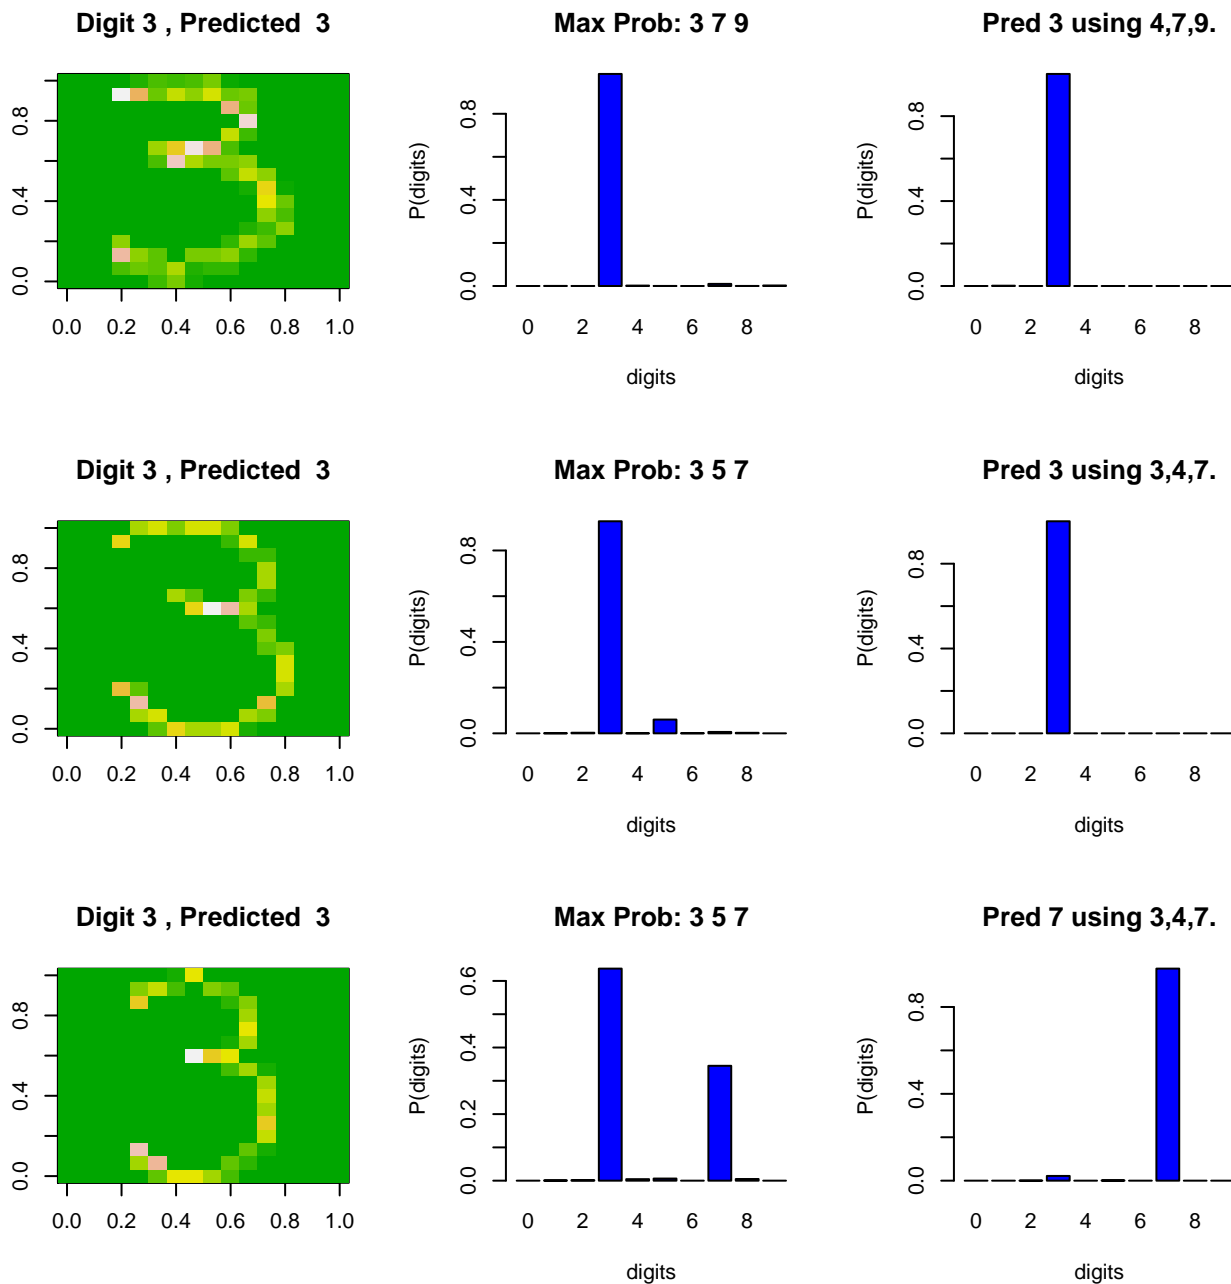 Digit 3 , Predicted  3
Max Prob: 3 7 9
Pred 3 using 4,7,9.
0.0 0.4 0.8
0.0 0.2 0.4 0.6 0.8 1.0
P(digits)
0.0 0.4 0.8
0 2 4 6 8
digits
P(digits)
0.0 0.4 0.8
0 2 4 6 8
digits
Digit 3 , Predicted  3
Max Prob: 3 5 7
Pred 3 using 3,4,7.
0.0 0.4 0.8
0.0 0.2 0.4 0.6 0.8 1.0
P(digits)
0.0 0.4 0.8
0 2 4 6 8
digits
P(digits)
0.0 0.4 0.8
0 2 4 6 8
digits
Digit 3 , Predicted  3
Max Prob: 3 5 7
Pred 7 using 3,4,7.
0.0 0.4 0.8
0.0 0.2 0.4 0.6 0.8 1.0
P(digits)
0.0 0.2 0.4 0.6
0 2 4 6 8
digits
P(digits)
0.0 0.4 0.8
0 2 4 6 8
digits